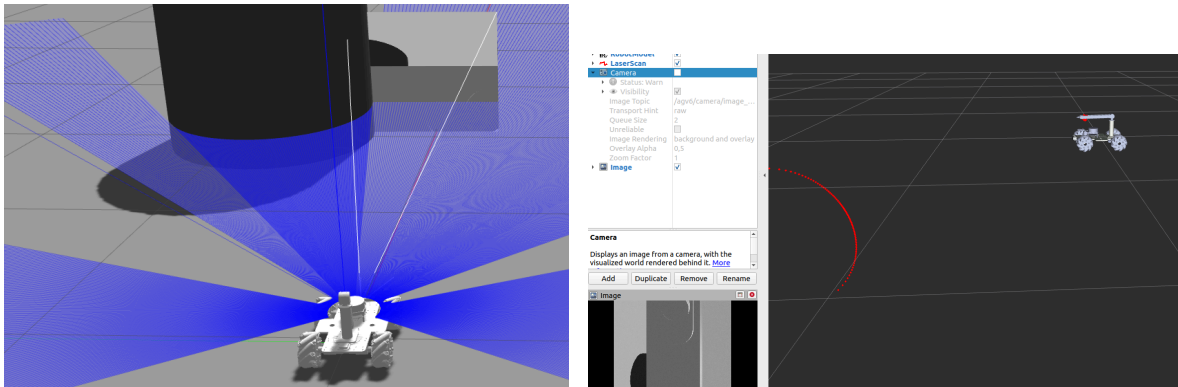 RobotModel
LaserScan
Camera
Status: Warn
Visibility
Image Topic /agv6/camera/image_...
Transport Hint raw
Queue Size 2
Unreliable
Image Rendering background and overlay
Overlay Alpha 0,5
Zoom Factor 1
Image
Camera
Displays an image from a camera, with the
visualized world rendered behind it. More
Add Duplicate Remove Rename
Image